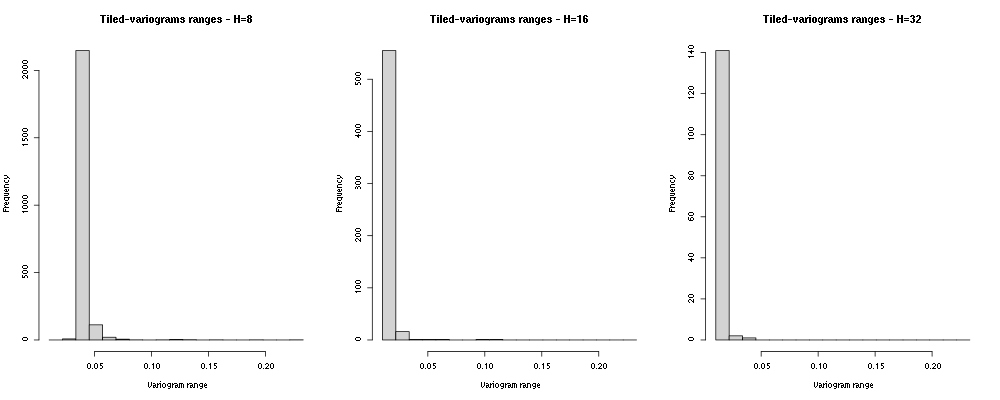 Tiled-variograms ranges - H=8
Frequency
0
500
1000
1500
2000
0.05 0.10 0.15 0.20
Variogram range
Tiled-variograms ranges - H=16
Frequency
0
100
200
300
400
500
0.05 0.10 0.15 0.20
Variogram range
Tiled-variograms ranges - H=32
Frequency
0
20
40
60
80
100
120
140
0.05 0.10 0.15 0.20
Variogram range